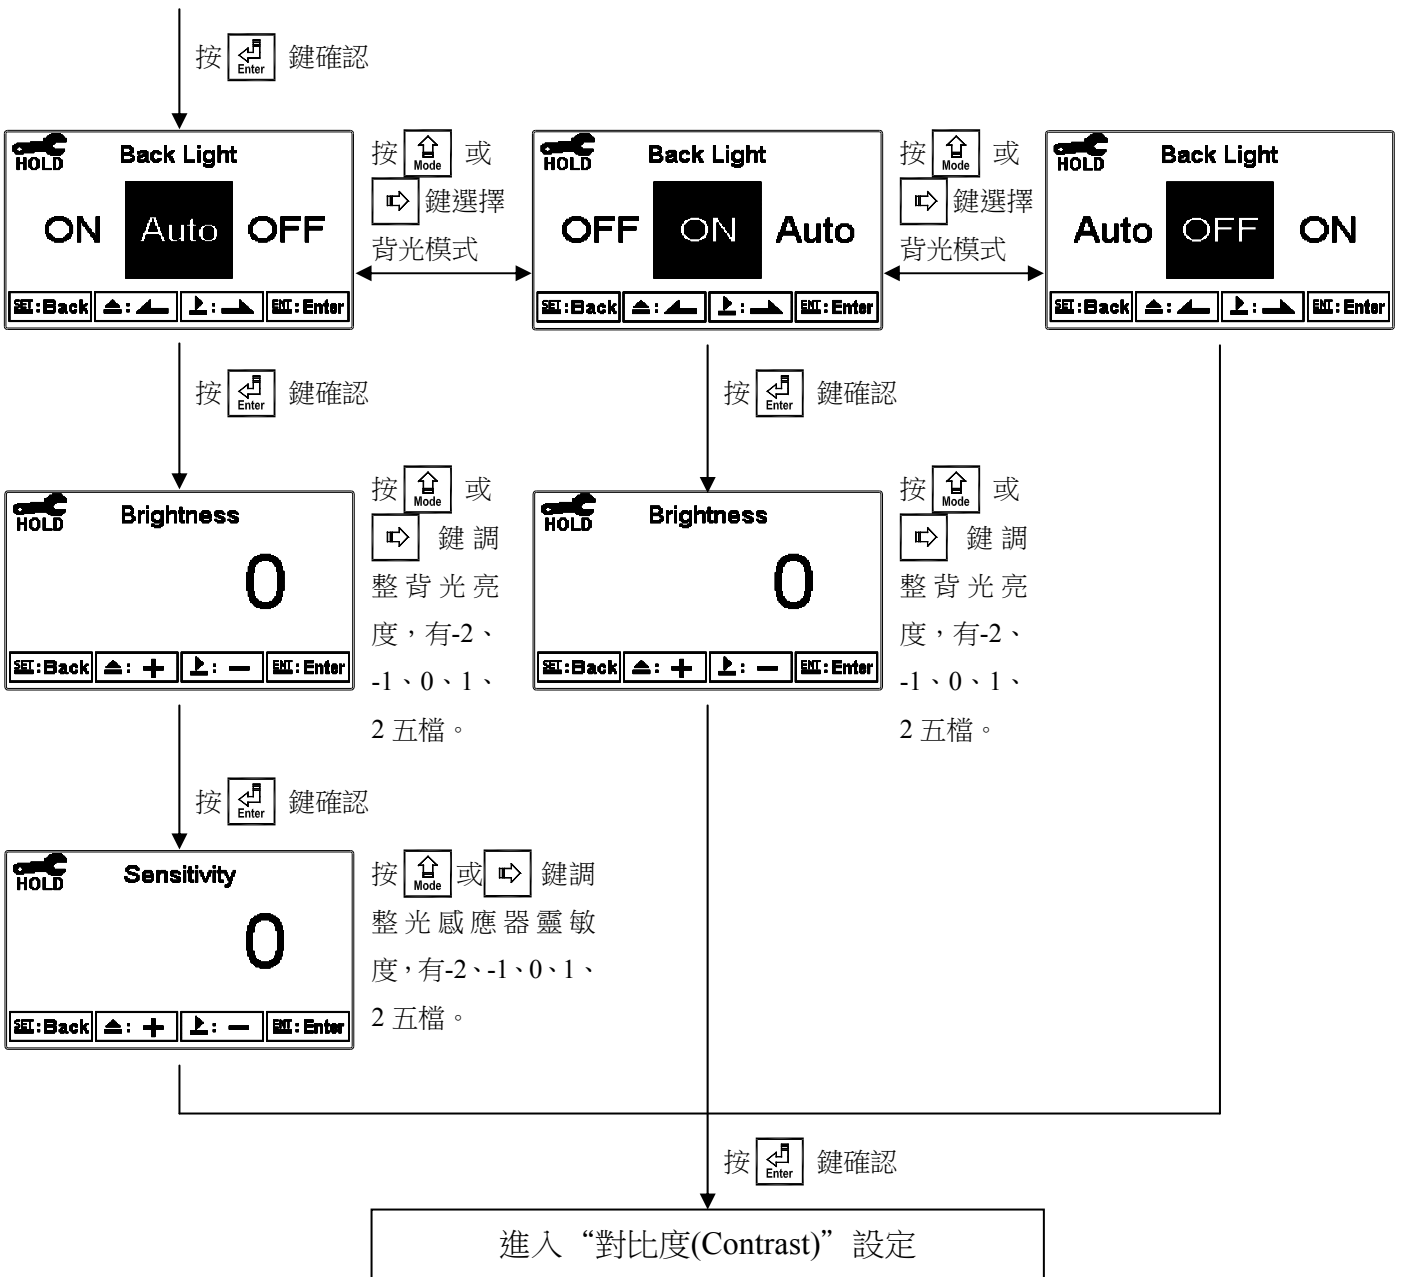 按 Enter 鍵確認
HOLD Back Light
ON Auto OFF
SET:Back ▲: ENT:Enter
按 Mode 或
鍵選擇
背光模式
HOLD Back Light
OFF ON Auto
SET:Back ▲: ENT:Enter
按 Mode 或
鍵選擇
背光模式
HOLD Back Light
Auto OFF ON
SET:Back ▲: ENT:Enter
按 Enter 鍵確認
按 Enter 鍵確認
HOLD Brightness
0
SET:Back ▲: + : − ENT:Enter
按 Mode 或
鍵調
整背光亮
度，有-2、
-1、0、1、
2 五檔。
HOLD Brightness
0
SET:Back ▲: + : − ENT:Enter
按 Mode 或
鍵調
整背光亮
度，有-2、
-1、0、1、
2 五檔。
按 Enter 鍵確認
HOLD Sensitivity
0
SET:Back ▲: + : − ENT:Enter
按 Mode 或 鍵調
整光感應器靈敏
度，有-2、-1、0、1、
2 五檔。
按 Enter 鍵確認
進入“對比度(Contrast)”設定